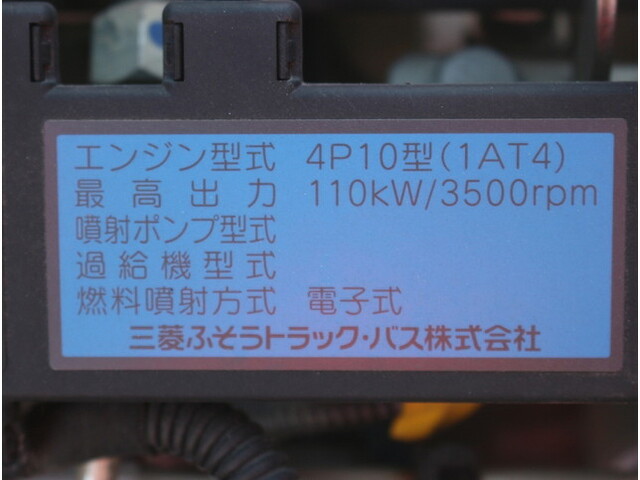 エンジン型式 4P10型(1AT4)
最高出力 110kW/3500rpm
噴射ポンプ型式
過給機型式
燃料噴射方式 電子式
三菱ふそうトラック・バス株式会社